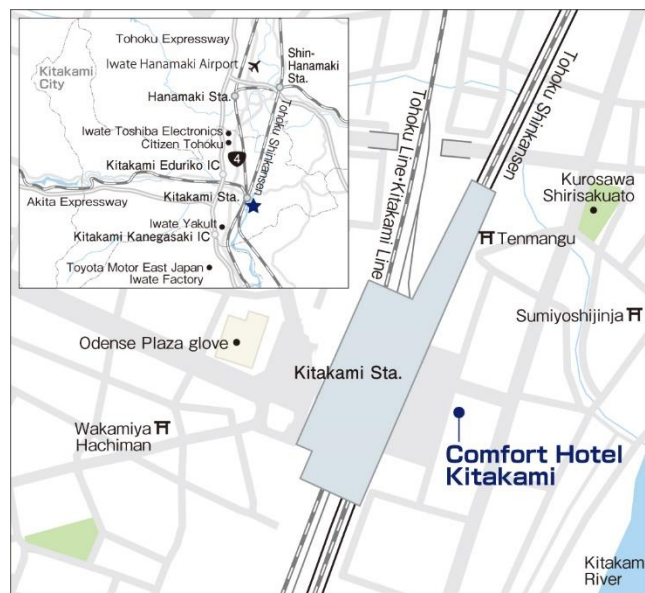 Tohoku Expressway
Iwate Hanamaki Airport
Shin-
Hanamaki
Sta.
Kitakami
City
Hanamaki Sta.
Tohoku Shinkansen
Iwate Toshiba Electronics
Citizen Tohoku
4
Kitakami Eduriko IC
Kitakami Sta.
Akita Expressway
Iwate Yakult
Kitakami Kanegasaki IC
Toyota Motor East Japan
Iwate Factory
Tohoku Line・Kitakami Line
Tohoku Shinkansen
Kurosawa
Shirisakuato
Tenmangu
Sumiyoshijinja
Odense Plaza glove
Kitakami Sta.
Wakamiya
Hachiman
Comfort Hotel
Kitakami
Kitakam
River